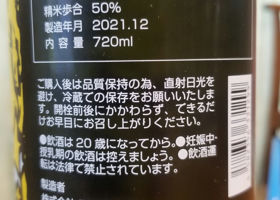 精米歩合 50%
製造年月 2021.12
内容量 720ml
ご購入後は品質保持の為、直射日光を
避け、冷蔵での保存をお願いいたしま
す。開栓前後にかかわらず、できるだ
けお早目にお召し上がりください。
●飲酒は20歳になってから。●妊娠中・
授乳期の飲酒は控えましょう。●飲酒運
転は法律で禁止されています。
製造者